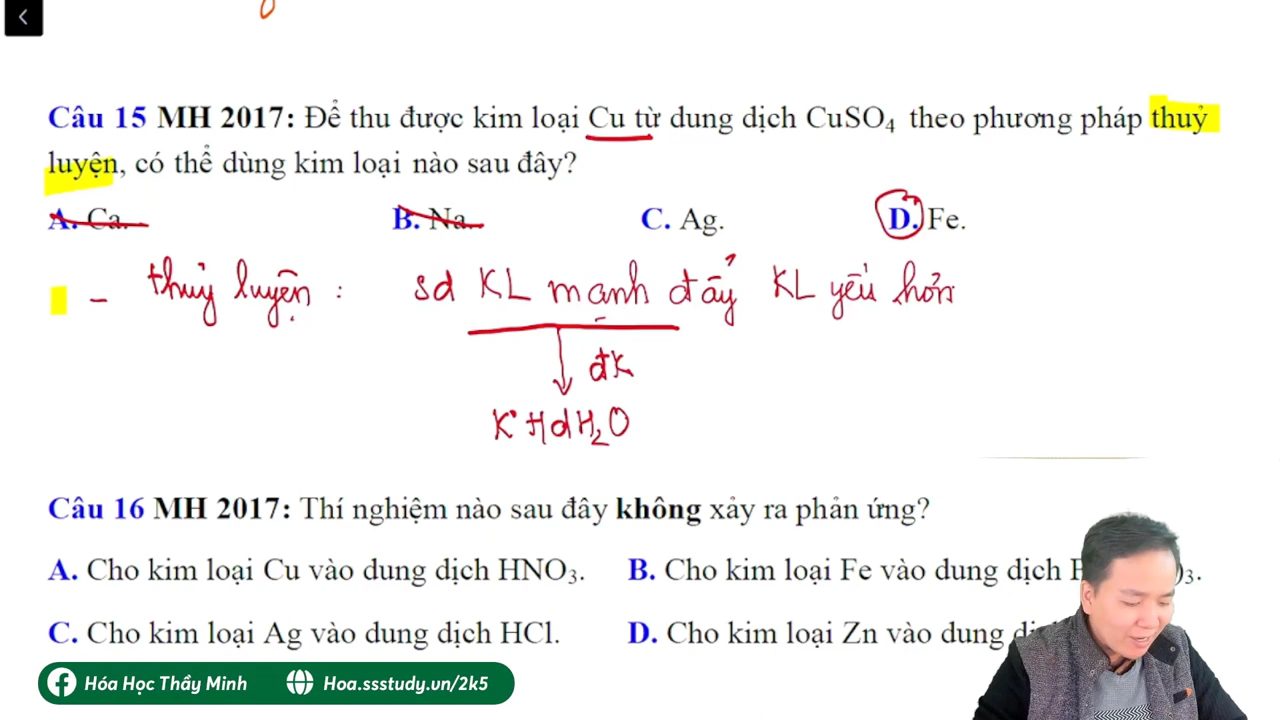 Câu 15 MH 2017: Để thu được kim loại Cu từ dung dịch CuSO₄ theo phương pháp thuỷ
luyện, có thể dùng kim loại nào sau đây?
A. Ca. B. Na. C. Ag. D. Fe.
- thuỷ luyện : sd KL mạnh đẩy KL yếu hơn
đk
K° td H₂O
Câu 16 MH 2017: Thí nghiệm nào sau đây không xảy ra phản ứng?
A. Cho kim loại Cu vào dung dịch HNO₃. B. Cho kim loại Fe vào dung dịch
C. Cho kim loại Ag vào dung dịch HCl. D. Cho kim loại Zn vào dung
Hóa Học Thầy Minh Hoa.ssstudy.vn/2k5